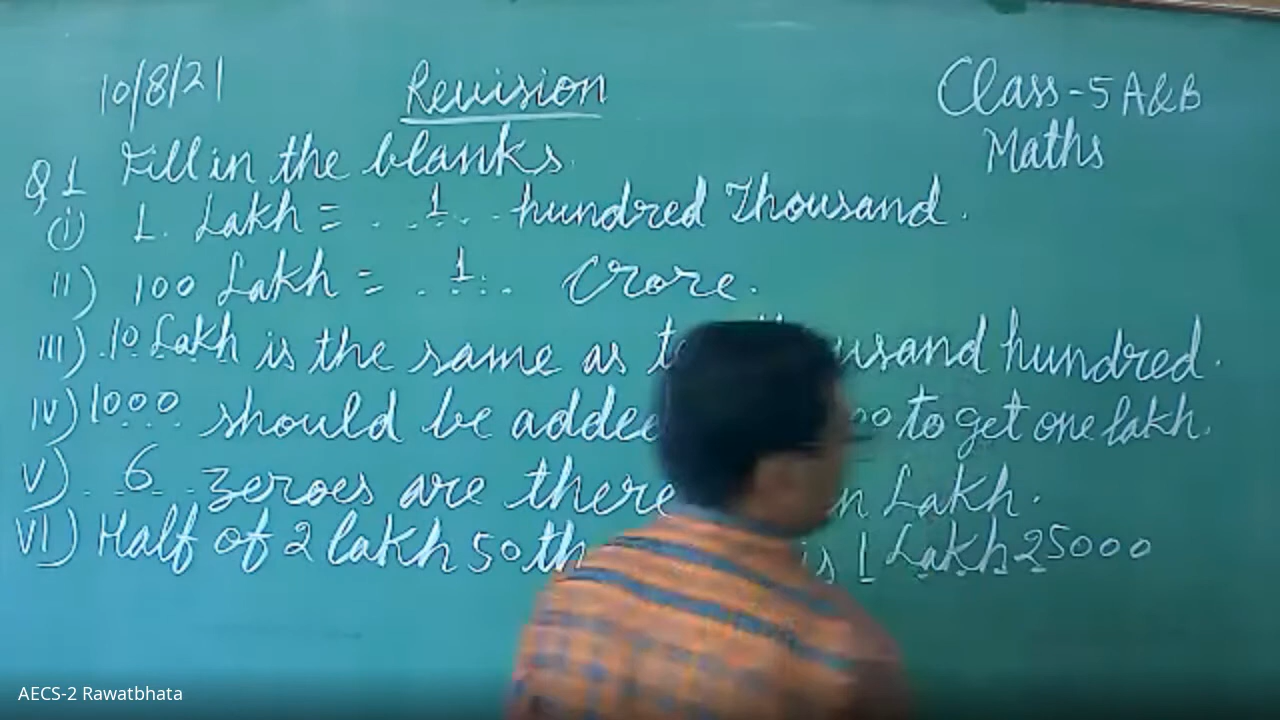 10/8/21 Revision Class-5 A&B
Maths
Q1 Fill in the blanks.
(i) 1. Lakh = . . 1 . . hundred Thousand.
II) 100 Lakh = . . 1 . . Crore.
III) .10 Lakh is the same as usand hundred.
IV) 1000 should be added to get one lakh.
V) . . 6 . . zeroes are there Lakh.
VI) Half of 2 lakh 50 is 1 Lakh 25000
AECS-2 Rawatbhata